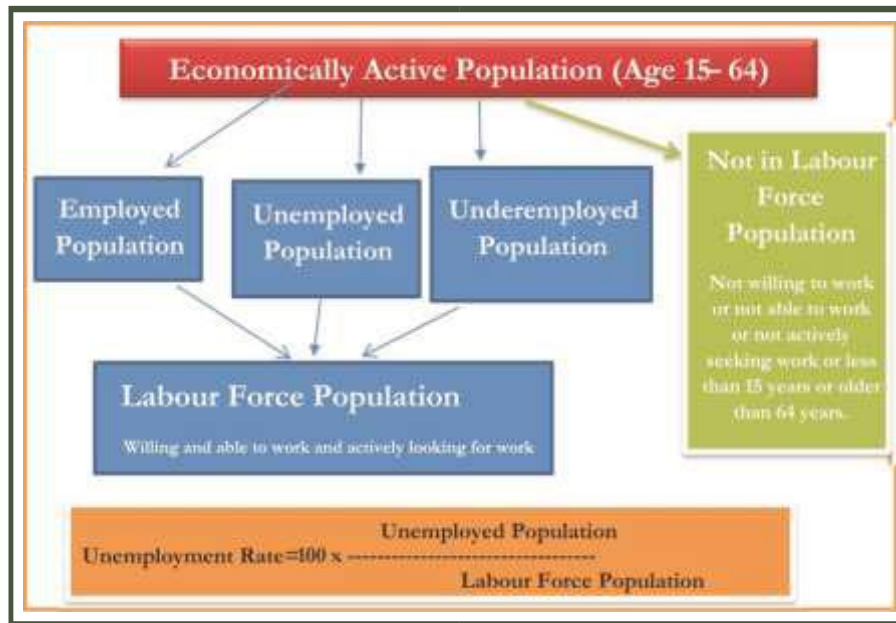 Economically Active Population (Age 15– 64)
Employed
Population
Unemployed
Population
Underemployed
Population
Not in Labour
Force
Population
Not willing to work
or not able to work
or not actively
seeking work or less
than 15 years or older
than 64 years.
Labour Force Population
Willing and able to work and actively looking for work
Unemployed Population
Unemployment Rate=100 x ----------------------------------
Labour Force Population